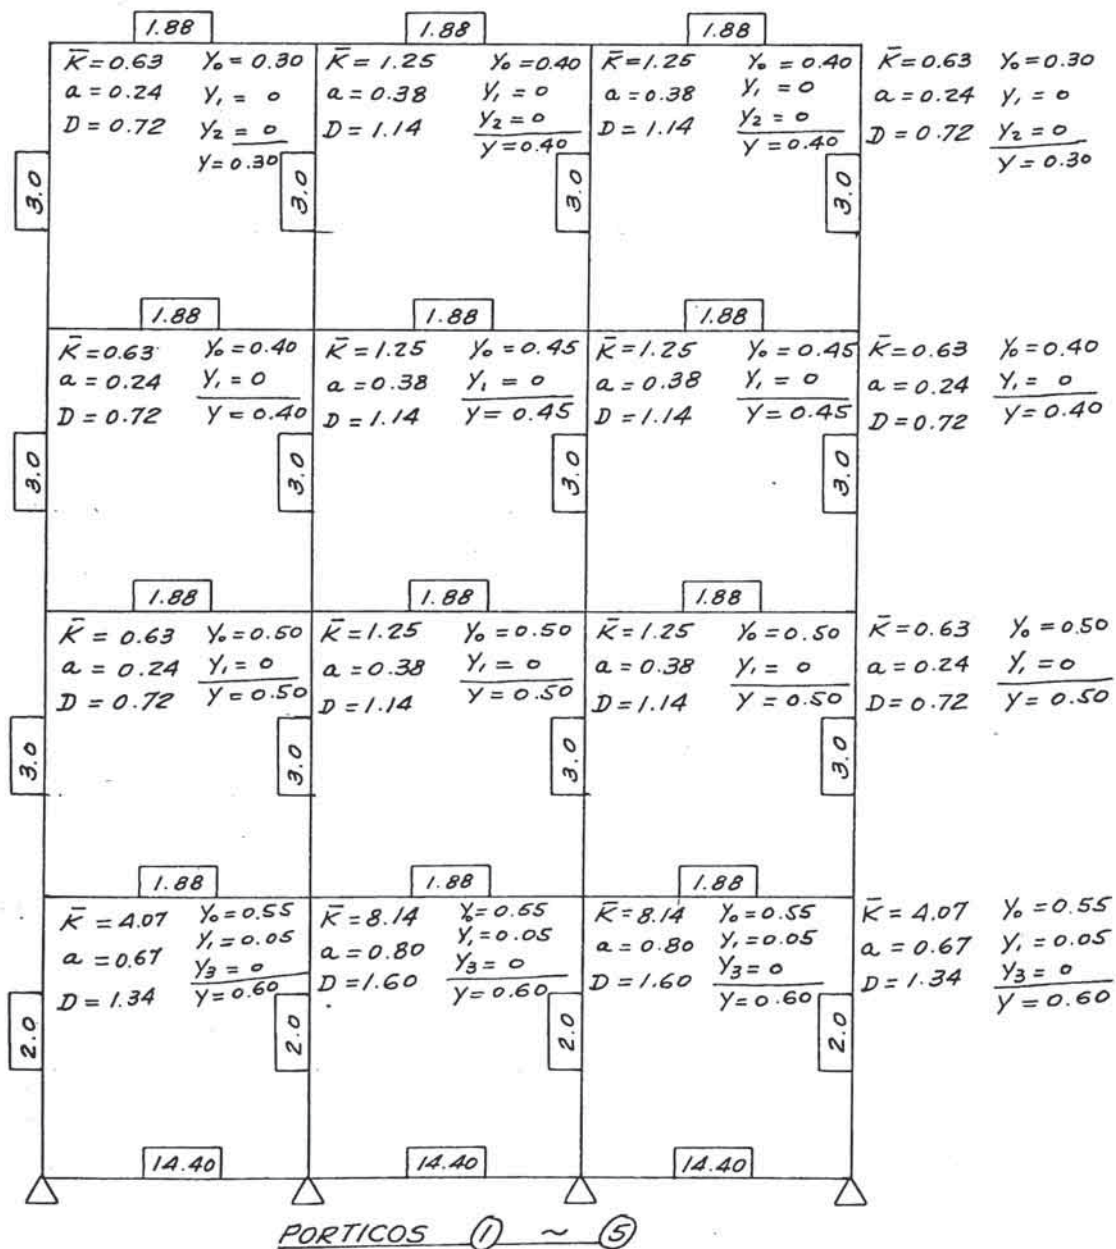 1.88 1.88 1.88
K̄ = 0.63 Y₀ = 0.30 K̄ = 1.25 Y₀ = 0.40 K̄ = 1.25 Y₀ = 0.40 K̄ = 0.63 Y₀ = 0.30
a = 0.24 Y₁ = 0 a = 0.38 Y₁ = 0 a = 0.38 Y₁ = 0 a = 0.24 Y₁ = 0
D = 0.72 Y₂ = 0 D = 1.14 Y₂ = 0 D = 1.14 Y₂ = 0 D = 0.72 Y₂ = 0
Y = 0.30 Y = 0.40 Y = 0.40 Y = 0.30
3.0 3.0 3.0 3.0
1.88 1.88 1.88
K̄ = 0.63 Y₀ = 0.40 K̄ = 1.25 Y₀ = 0.45 K̄ = 1.25 Y₀ = 0.45 K̄ = 0.63 Y₀ = 0.40
a = 0.24 Y₁ = 0 a = 0.38 Y₁ = 0 a = 0.38 Y₁ = 0 a = 0.24 Y₁ = 0
D = 0.72 Y = 0.40 D = 1.14 Y = 0.45 D = 1.14 Y = 0.45 D = 0.72 Y = 0.40
3.0 3.0 3.0 3.0
1.88 1.88 1.88
K̄ = 0.63 Y₀ = 0.50 K̄ = 1.25 Y₀ = 0.50 K̄ = 1.25 Y₀ = 0.50 K̄ = 0.63 Y₀ = 0.50
a = 0.24 Y₁ = 0 a = 0.38 Y₁ = 0 a = 0.38 Y₁ = 0 a = 0.24 Y₁ = 0
D = 0.72 Y = 0.50 D = 1.14 Y = 0.50 D = 1.14 Y = 0.50 D = 0.72 Y = 0.50
3.0 3.0 3.0 3.0
1.88 1.88 1.88
K̄ = 4.07 Y₀ = 0.55 K̄ = 8.14 Y₀ = 0.55 K̄ = 8.14 Y₀ = 0.55 K̄ = 4.07 Y₀ = 0.55
a = 0.67 Y₁ = 0.05 a = 0.80 Y₁ = 0.05 a = 0.80 Y₁ = 0.05 a = 0.67 Y₁ = 0.05
D = 1.34 Y₃ = 0 D = 1.60 Y₃ = 0 D = 1.60 Y₃ = 0 D = 1.34 Y₃ = 0
Y = 0.60 Y = 0.60 Y = 0.60 Y = 0.60
2.0 2.0 2.0 2.0
14.40 14.40 14.40
PORTICOS ① ~ ⑤